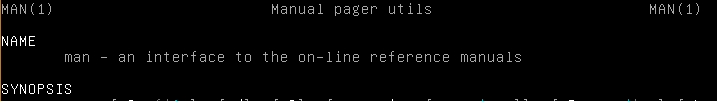 MAN(1) Manual pager utils MAN(1)
NAME
man - an interface to the on-line reference manuals
SYNOPSIS